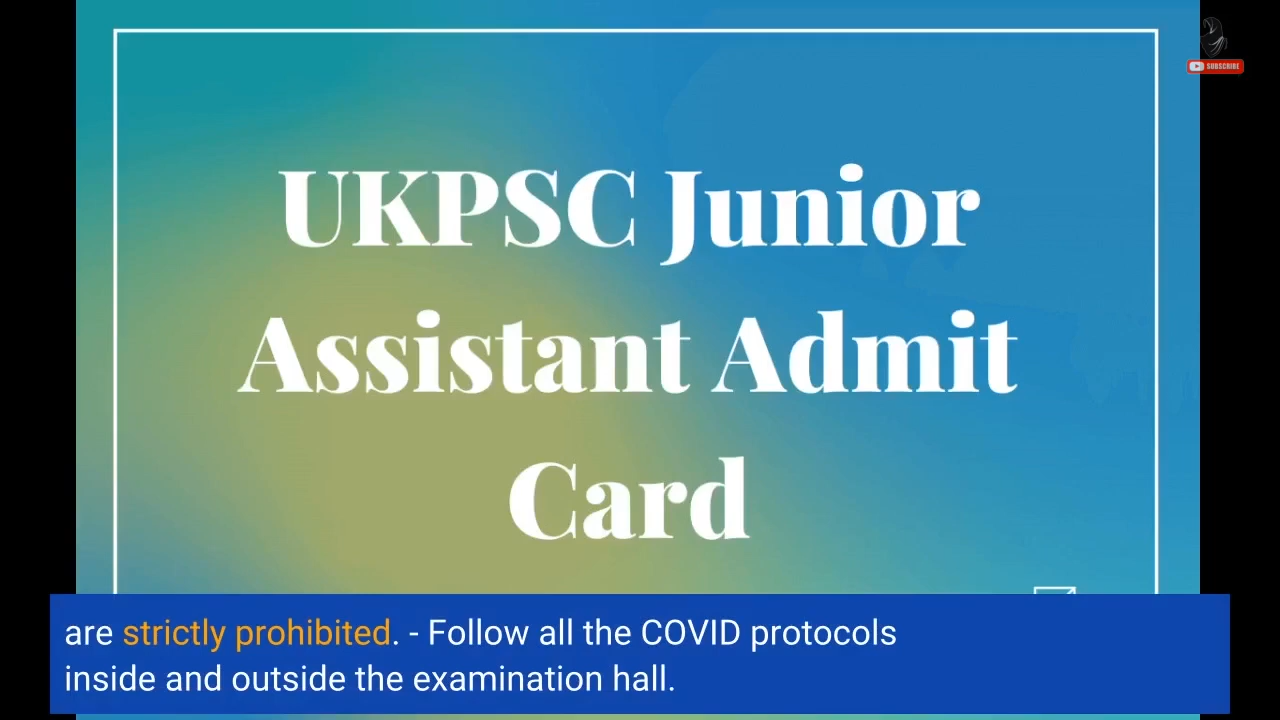 SUBSCRIBE
UKPSC Junior
Assistant Admit
Card
are strictly prohibited. - Follow all the COVID protocols
inside and outside the examination hall.